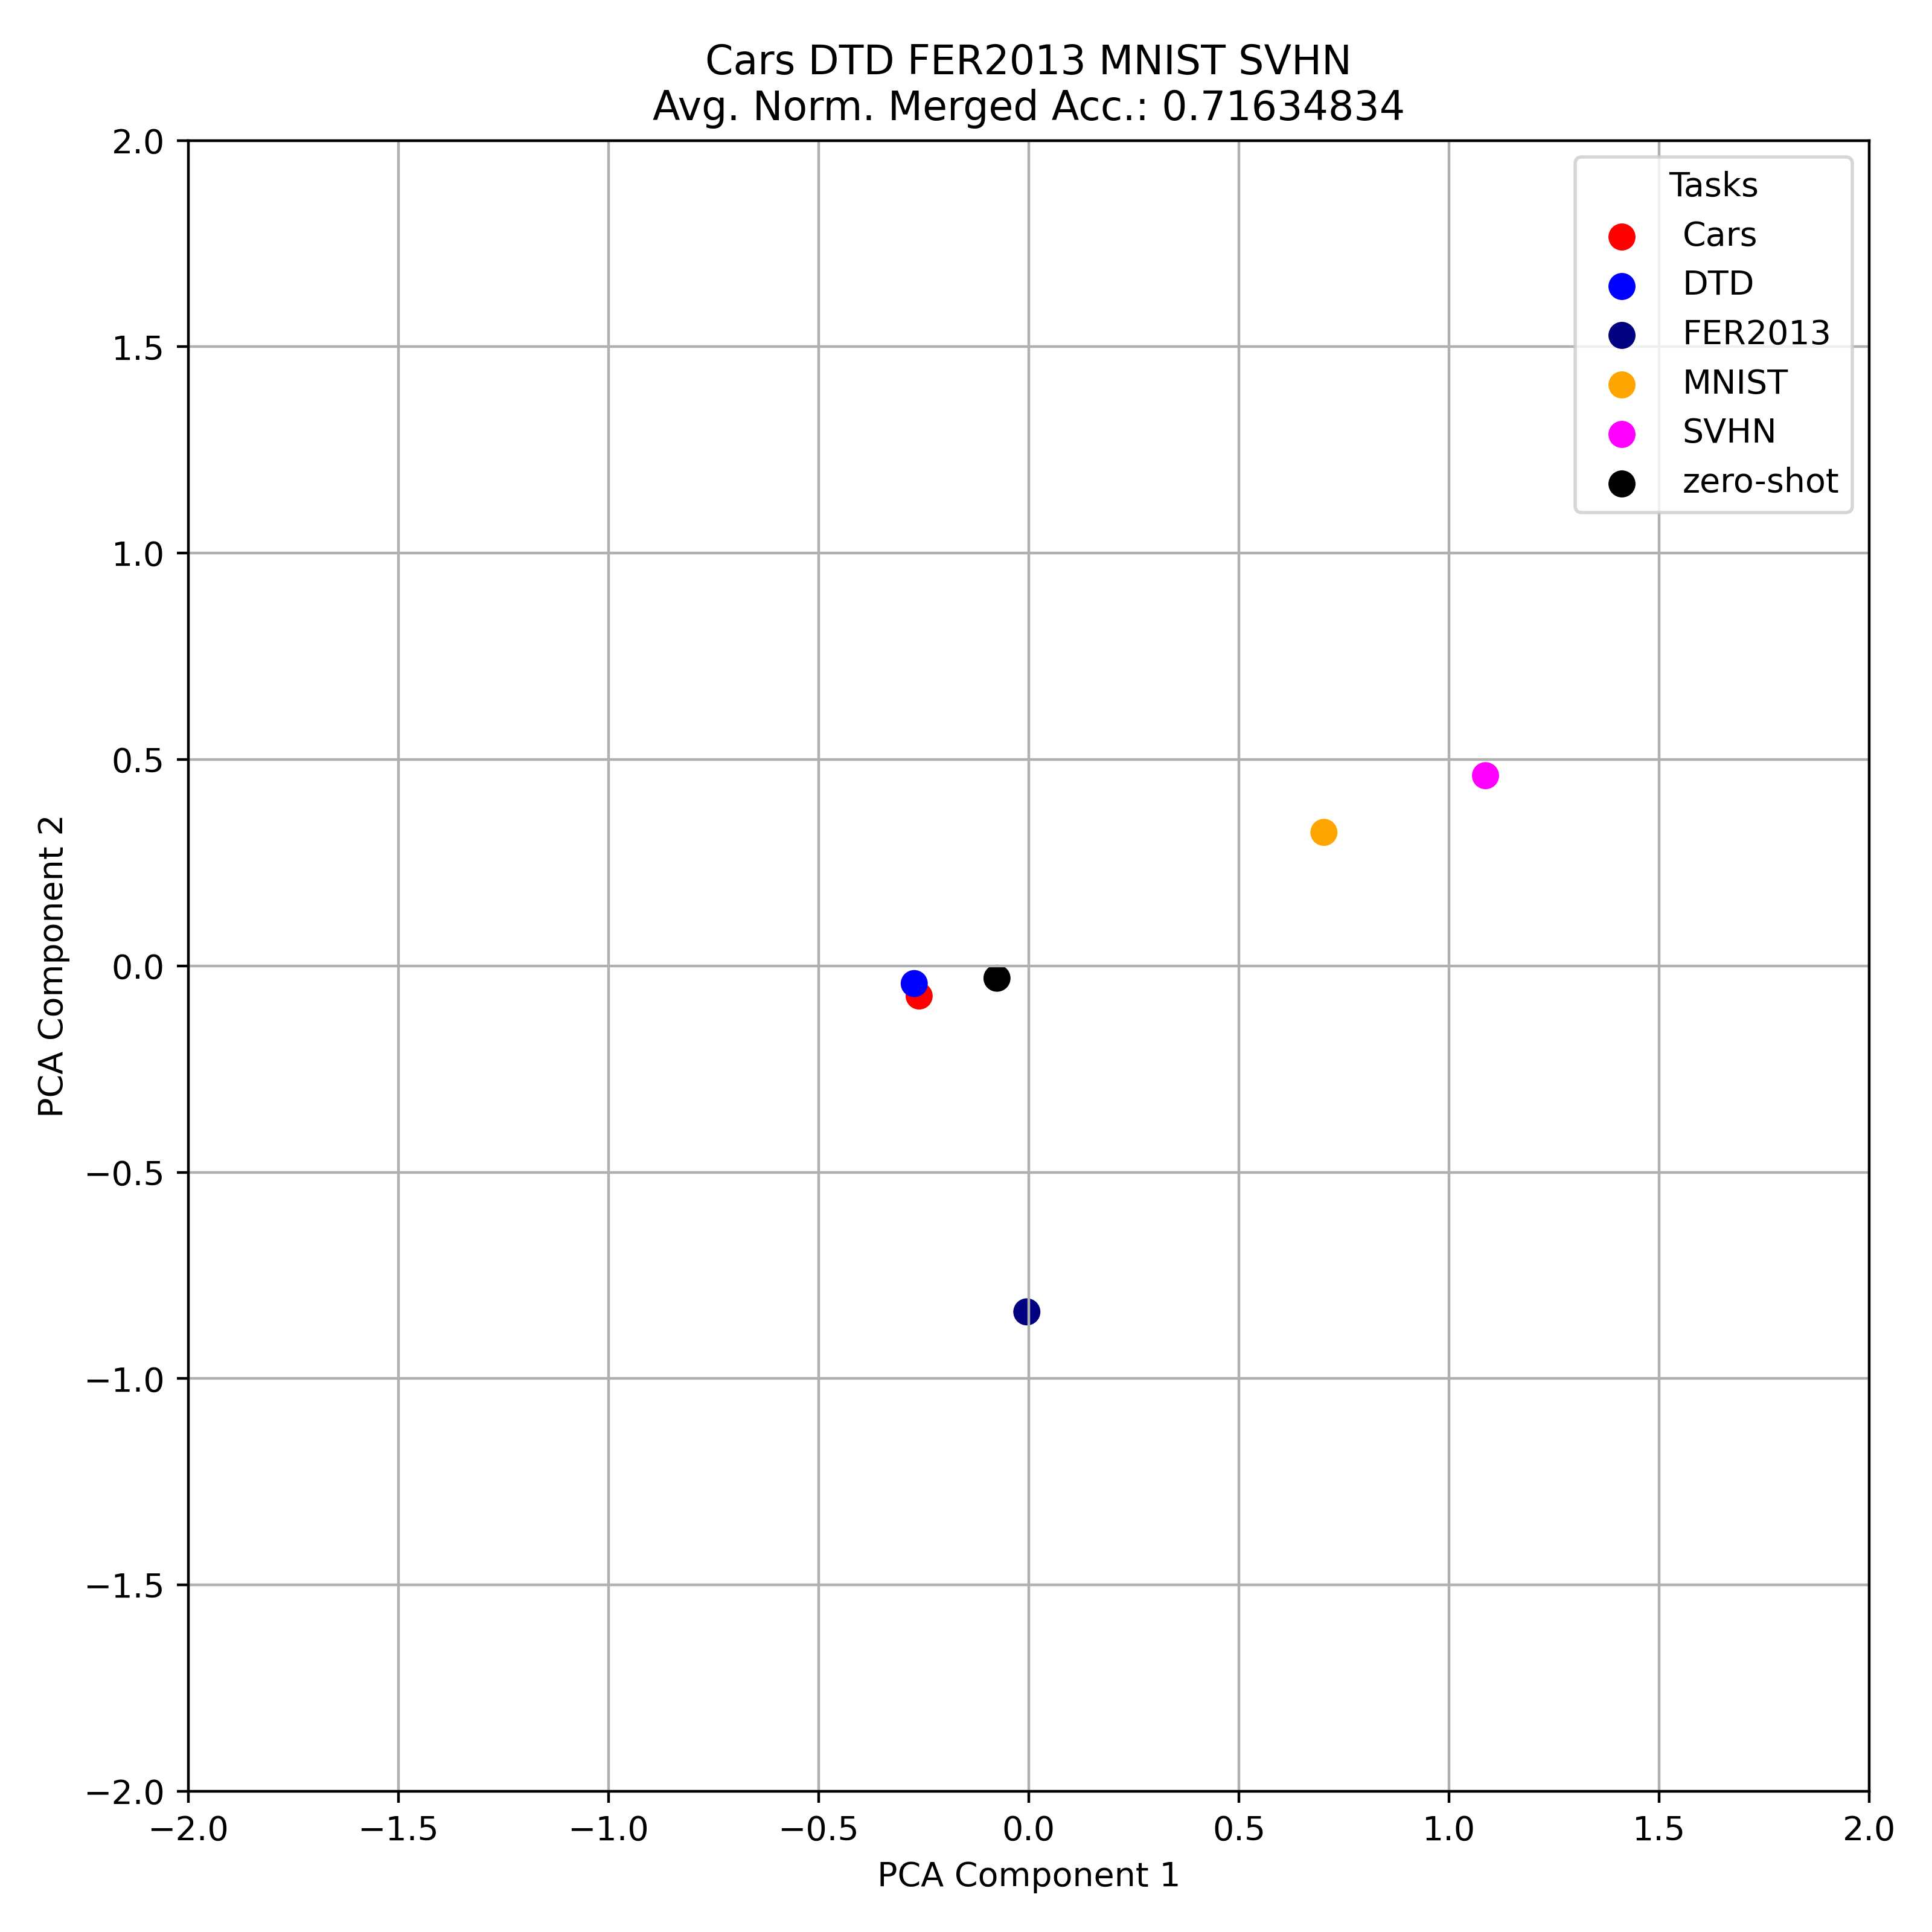 Cars DTD FER2013 MNIST SVHN
Avg. Norm. Merged Acc.: 0.71634834
Tasks
Cars
DTD
FER2013
MNIST
SVHN
zero-shot
PCA Component 2
2.0
1.5
1.0
0.5
0.0
−0.5
−1.0
−1.5
−2.0
−2.0 −1.5 −1.0 −0.5 0.0 0.5 1.0 1.5 2.0
PCA Component 1